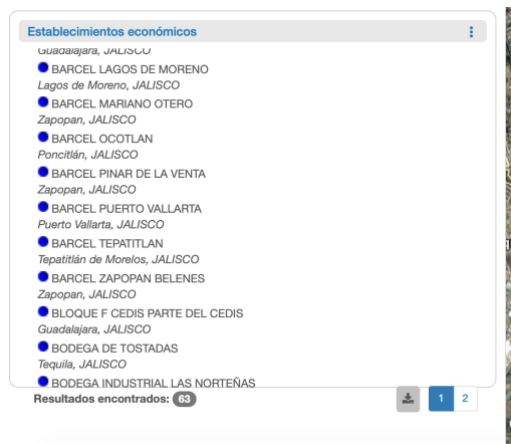 Establecimientos económicos
Guadalajara, JALISCO
BARCEL LAGOS DE MORENO
Lagos de Moreno, JALISCO
BARCEL MARIANO OTERO
Zapopan, JALISCO
BARCEL OCOTLAN
Poncitlán, JALISCO
BARCEL PINAR DE LA VENTA
Zapopan, JALISCO
BARCEL PUERTO VALLARTA
Puerto Vallarta, JALISCO
BARCEL TEPATITLAN
Tepatitlán de Morelos, JALISCO
BARCEL ZAPOPAN BELENES
Zapopan, JALISCO
BLOQUE F CEDIS PARTE DEL CEDIS
Guadalajara, JALISCO
BODEGA DE TOSTADAS
Tequila, JALISCO
BODEGA INDUSTRIAL LAS NORTEÑAS
Resultados encontrados: 63
1 2